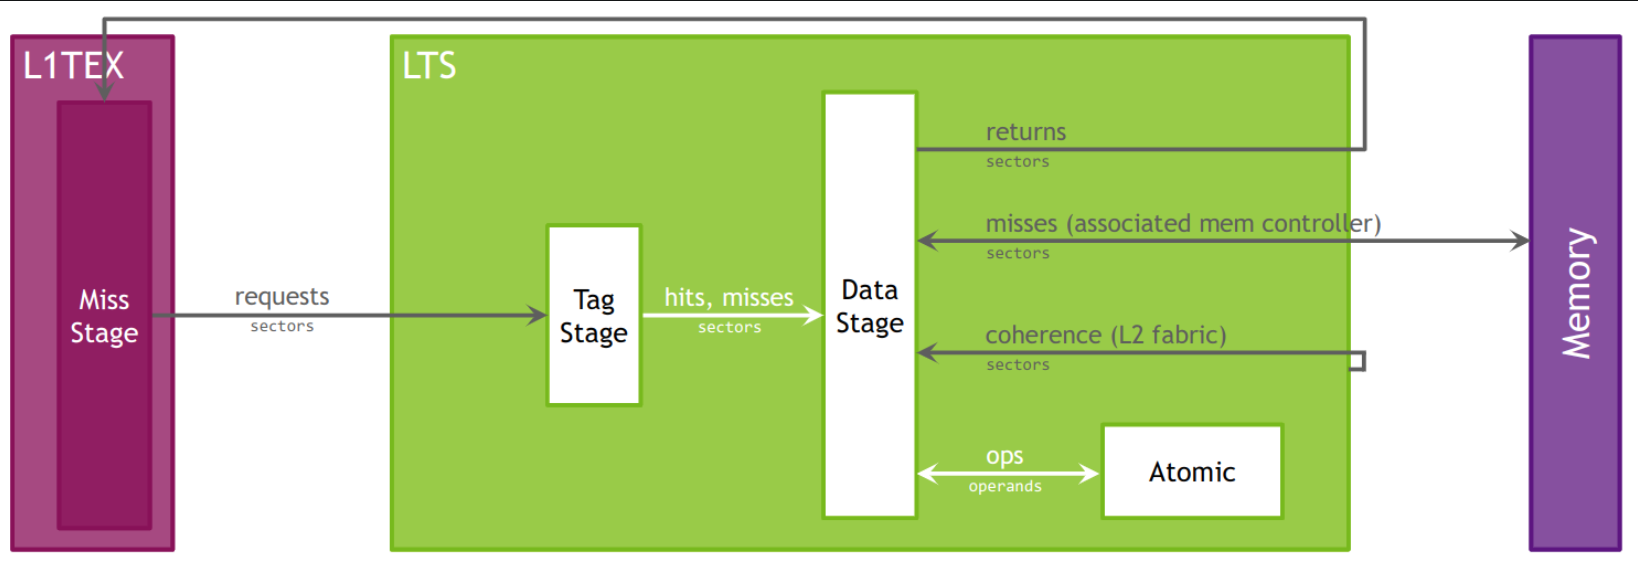 L1TEX
Miss
Stage
requests
sectors
LTS
Tag
Stage
hits, misses
sectors
Data
Stage
returns
sectors
misses (associated mem controller)
sectors
coherence (L2 fabric)
sectors
ops
operands
Atomic
Memory